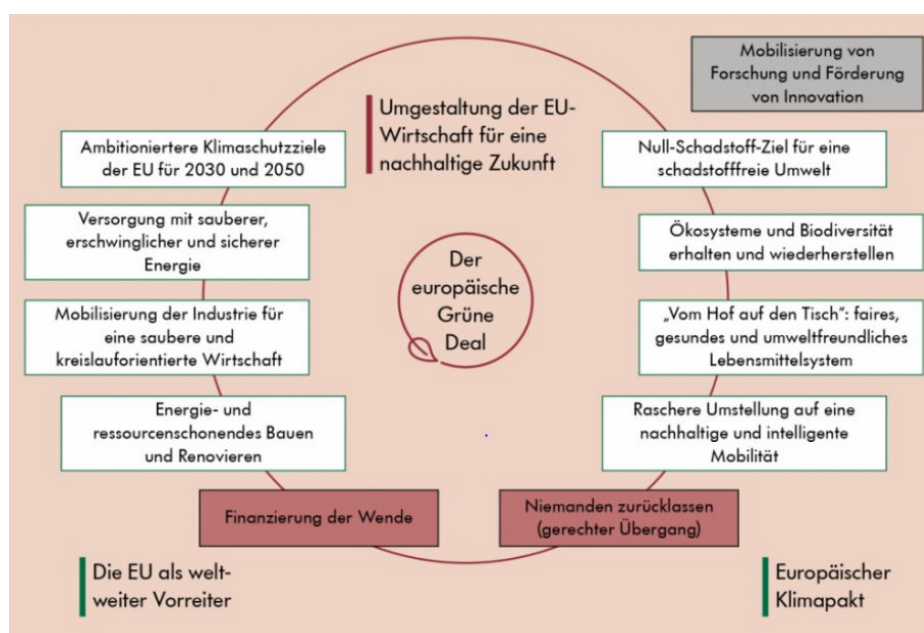 Mobilisierung von
Forschung und Förderung
von Innovation
Umgestaltung der EU-
Wirtschaft für eine
nachhaltige Zukunft
Ambitioniertere Klimaschutzziele
der EU für 2030 und 2050
Null-Schadstoff-Ziel für eine
schadstofffreie Umwelt
Versorgung mit sauberer,
erschwinglicher und sicherer
Energie
Ökosysteme und Biodiversität
erhalten und wiederherstellen
Der
europäische
Grüne
Deal
Mobilisierung der Industrie für
eine saubere und
kreislauforientierte Wirtschaft
„Vom Hof auf den Tisch“: faires,
gesundes und umweltfreundliches
Lebensmittelsystem
Energie- und
ressourcenschonendes Bauen
und Renovieren
Raschere Umstellung auf eine
nachhaltige und intelligente
Mobilität
Finanzierung der Wende
Niemanden zurücklassen
(gerechter Übergang)
Die EU als welt-
weiter Vorreiter
Europäischer
Klimapakt